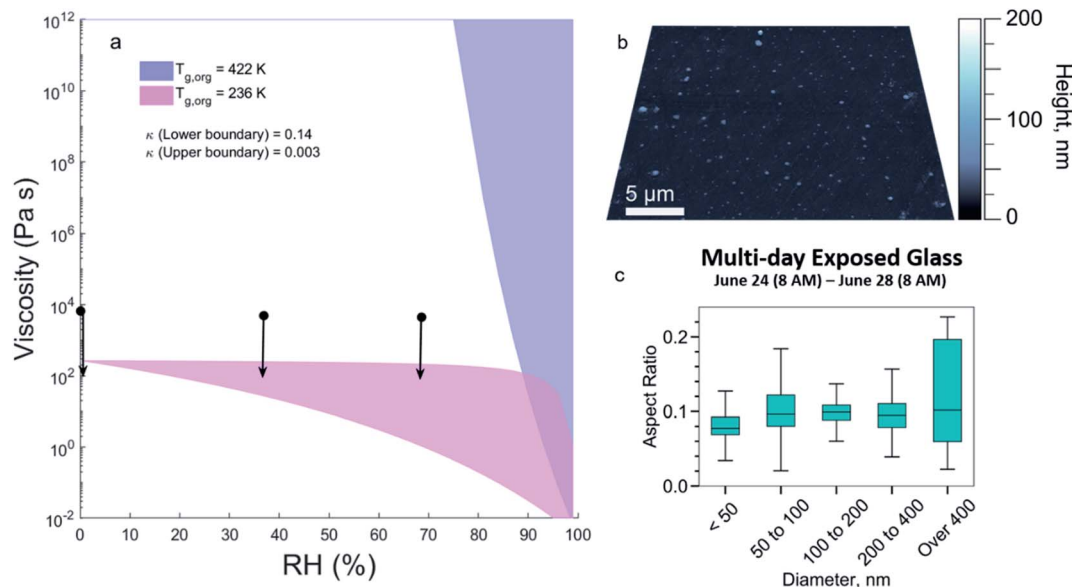 a
T_g,org = 422 K
T_g,org = 236 K
κ (Lower boundary) = 0.14
κ (Upper boundary) = 0.003
Viscosity (Pa s)
10^12
10^10
10^8
10^6
10^4
10^2
10^0
10^-2
0 10 20 30 40 50 60 70 80 90 100
RH (%)
b
5 µm
200
100
0
Height, nm
Multi-day Exposed Glass
June 24 (8 AM) – June 28 (8 AM)
c
Aspect Ratio
0.2
0.1
0.0
< 50
50 to 100
100 to 200
200 to 400
Over 400
Diameter, nm